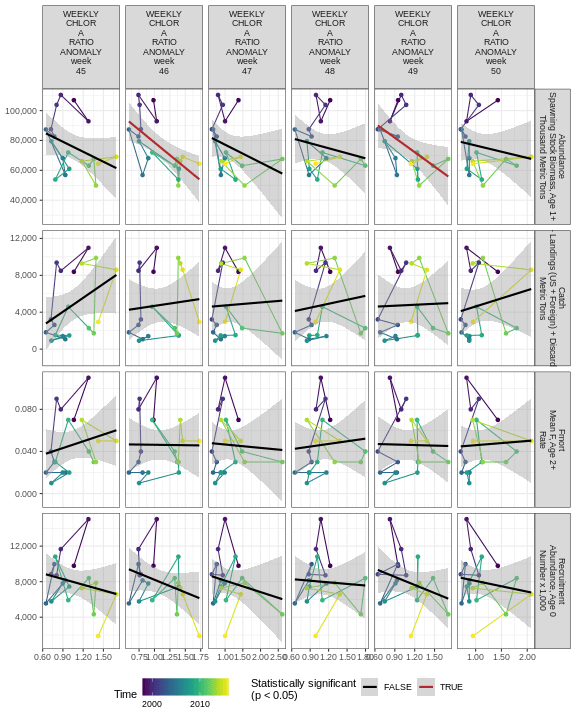 WEEKLY
CHLOR
A
RATIO
ANOMALY
week
45
WEEKLY
CHLOR
A
RATIO
ANOMALY
week
46
WEEKLY
CHLOR
A
RATIO
ANOMALY
week
47
WEEKLY
CHLOR
A
RATIO
ANOMALY
week
48
WEEKLY
CHLOR
A
RATIO
ANOMALY
week
49
WEEKLY
CHLOR
A
RATIO
ANOMALY
week
50
100,000
80,000
60,000
40,000
Abundance
Spawning Stock Biomass, Age 1+
Thousand Metric Tons
12,000
8,000
4,000
0
Catch
Landings (US + Foreign) + Discard
Metric Tons
0.080
0.040
0.000
Fmort
Mean F, Age 2+
Rate
12,000
8,000
4,000
Recruitment
Abundance, Age 0
Number x 1,000
0.60 0.90 1.20 1.50
0.75 1.00 1.25 1.50 1.75
1.00 1.50 2.00 2.50
0.60 0.90 1.20 1.50
0.60 0.90 1.20 1.50
1.00 1.50 2.00
Time
2000 2010
Statistically significant
(p < 0.05)
FALSE
TRUE